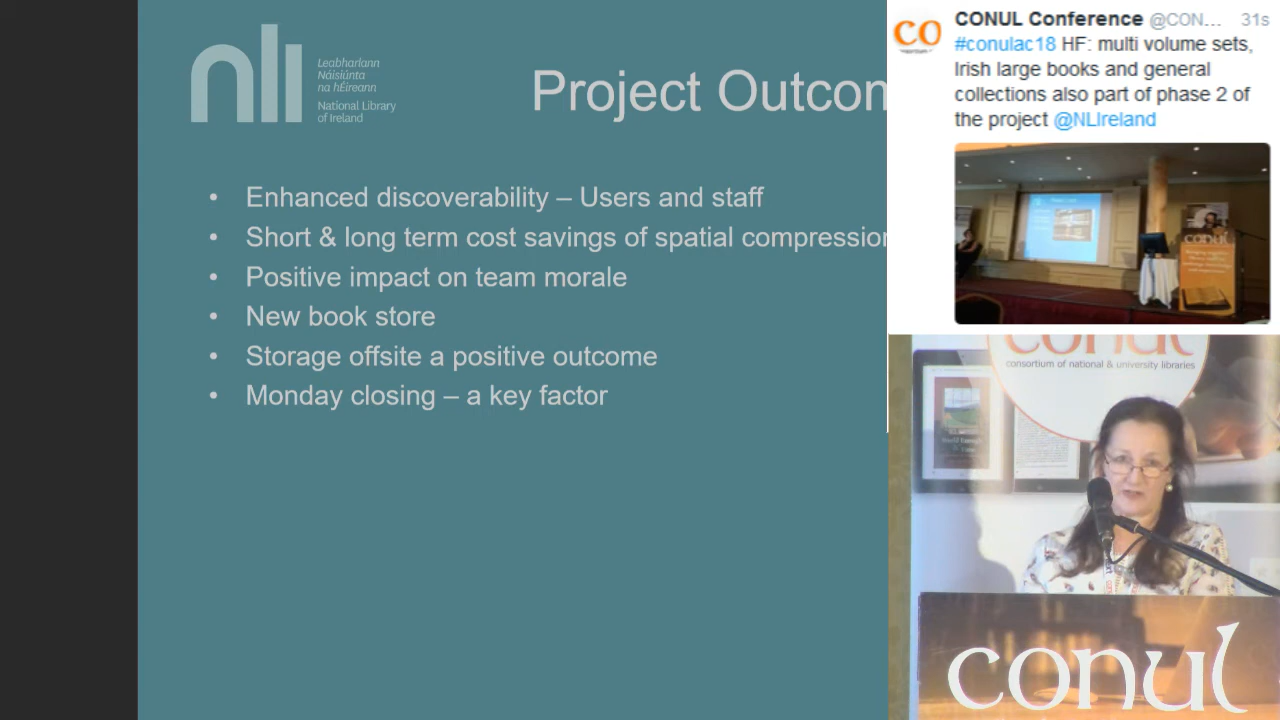 Leabharlann
Náisiúnta
na hÉireann
National Library
of Ireland
Project Outcom
• Enhanced discoverability – Users and staff
• Short & long term cost savings of spatial compression
• Positive impact on team morale
• New book store
• Storage offsite a positive outcome
• Monday closing – a key factor
CONUL Conference @CON... 31s
#conulac18 HF: multi volume sets,
Irish large books and general
collections also part of phase 2 of
the project @NLIreland
conul
conul
consortium of national & university libraries
conul